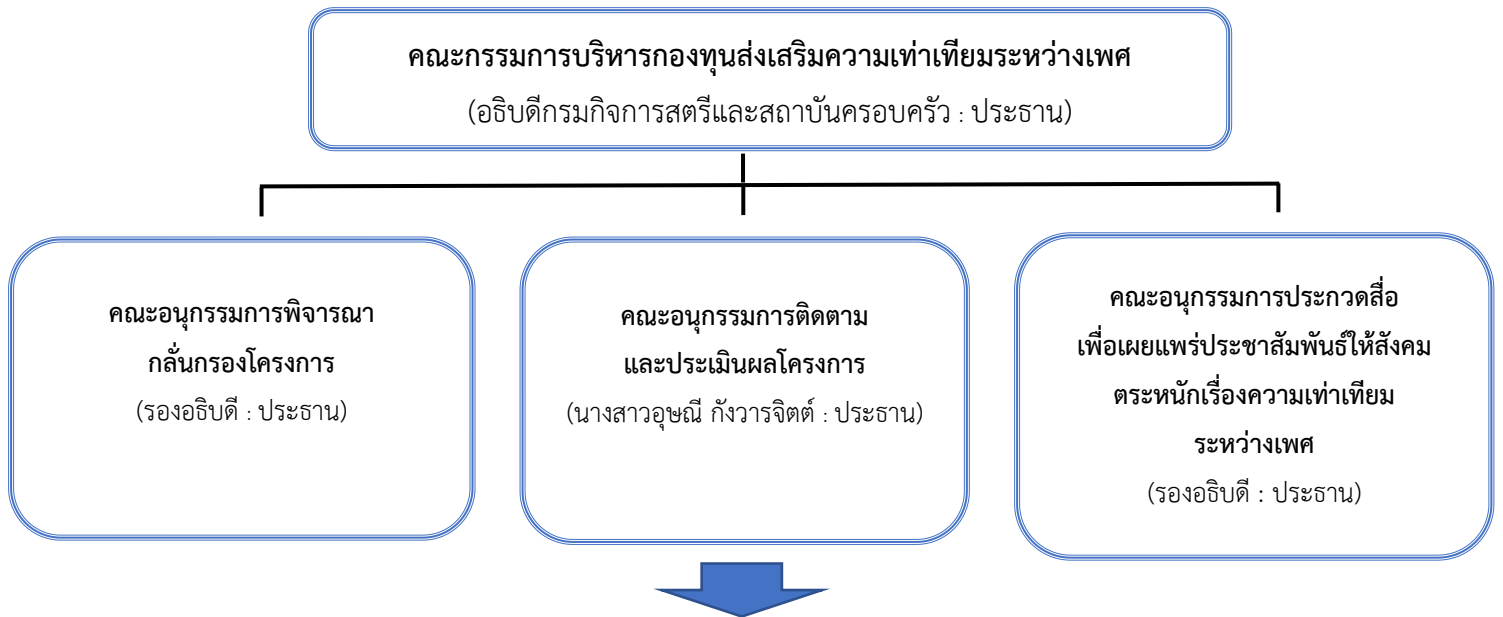 คณะกรรมการบริหารกองทุนส่งเสริมความเท่าเทียมระหว่างเพศ
(อธิบดีกรมกิจการสตรีและสถาบันครอบครัว : ประธาน)
คณะอนุกรรมการพิจารณา
กลั่นกรองโครงการ
(รองอธิบดี : ประธาน)
คณะอนุกรรมการติดตาม
และประเมินผลโครงการ
(นางสาวอุษณี กังวารจิตต์ : ประธาน)
คณะอนุกรรมการประกวดสื่อ
เพื่อเผยแพร่ประชาสัมพันธ์ให้สังคม
ตระหนักเรื่องความเท่าเทียม
ระหว่างเพศ
(รองอธิบดี : ประธาน)